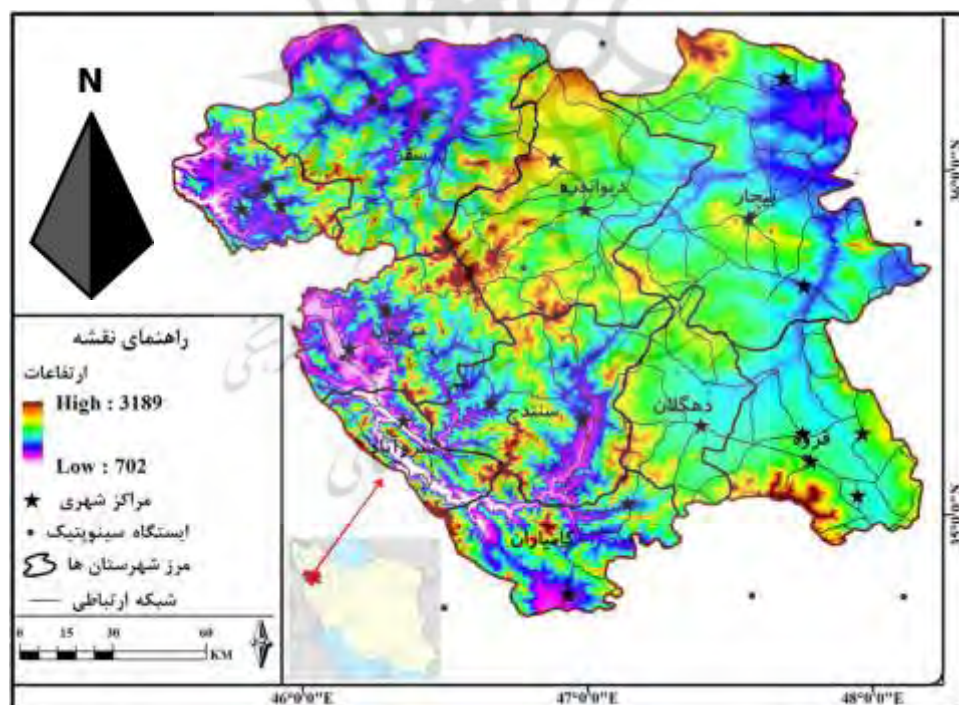 N
سقز
دیواندره
بیجار
سنندج
دهگلان
قروه
کامیاران
راهنمای نقشه
ارتفاعات
High : 3189
Low : 702
مراکز شهری
ایستگاه سینوپتیک
مرز شهرستان ها
شبکه ارتباطی
0 15 30 60
KM
46°0'0"E 47°0'0"E 48°0'0"E